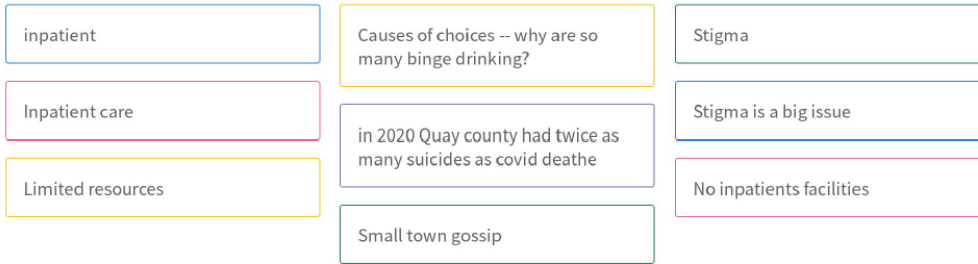 inpatient
Inpatient care
Limited resources
Causes of choices -- why are so
many binge drinking?
in 2020 Quay county had twice as
many suicides as covid deathe
Small town gossip
Stigma
Stigma is a big issue
No inpatients facilities